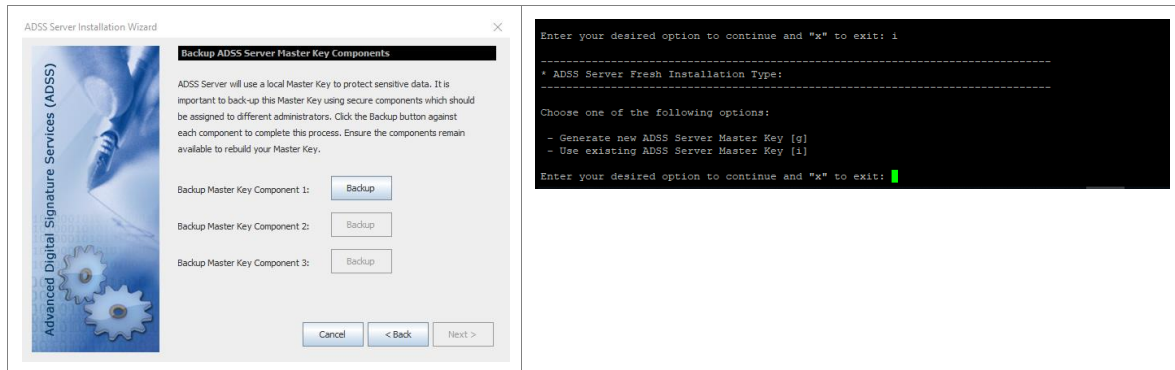 ADSS Server Installation Wizard
Advanced Digital Signature Services (ADSS)
Backup ADSS Server Master Key Components
ADSS Server will use a local Master Key to protect sensitive data. It is
important to back-up this Master Key using secure components which should
be assigned to different administrators. Click the Backup button against
each component to complete this process. Ensure the components remain
available to rebuild your Master Key.
Backup Master Key Component 1: Backup
Backup Master Key Component 2: Backup
Backup Master Key Component 3: Backup
Cancel < Back Next >
Enter your desired option to continue and "x" to exit: i
--------------------------------------------------------------------------------
* ADSS Server Fresh Installation Type:
--------------------------------------------------------------------------------
Choose one of the following options:
- Generate new ADSS Server Master Key [g]
- Use existing ADSS Server Master Key [i]
Enter your desired option to continue and "x" to exit: